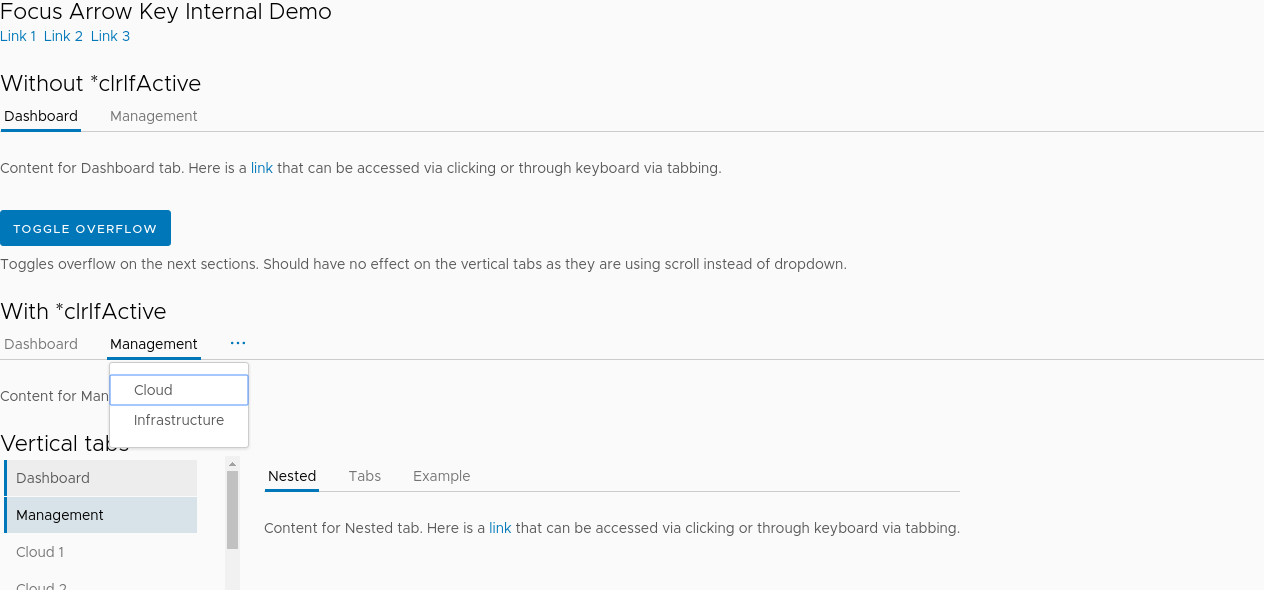 Focus Arrow Key Internal Demo
Link 1 Link 2 Link 3
Without *clrIfActive
Dashboard Management
Content for Dashboard tab. Here is a link that can be accessed via clicking or through keyboard via tabbing.
TOGGLE OVERFLOW
Toggles overflow on the next sections. Should have no effect on the vertical tabs as they are using scroll instead of dropdown.
With *clrIfActive
Dashboard Management ...
Cloud
Content for Man
Infrastructure
Vertical tabs
Dashboard
Nested Tabs Example
Management
Content for Nested tab. Here is a link that can be accessed via clicking or through keyboard via tabbing.
Cloud 1
Cloud 2